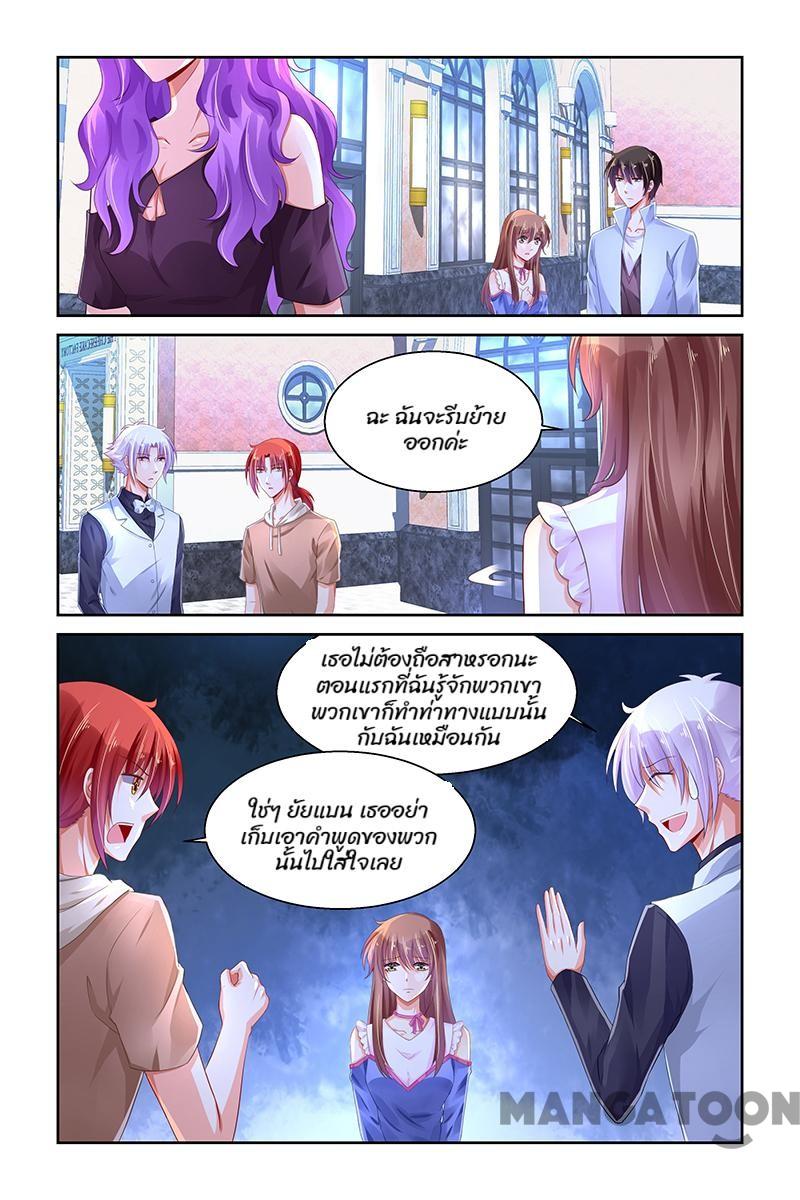 ฉะ ฉันจะรีบย้าย
ออกค่ะ
เธอไม่ต้องถือสาหรอกนะ
ตอนแรกที่ฉันรู้จักพวกเขา
พวกเขาก็ทำท่าทางแบบนั้น
กับฉันเหมือนกัน
ใช่ๆ ยัยแบน เธออย่า
เก็บเอาคำพูดของพวก
นั้นไปใส่ใจเลย
MANGATOON